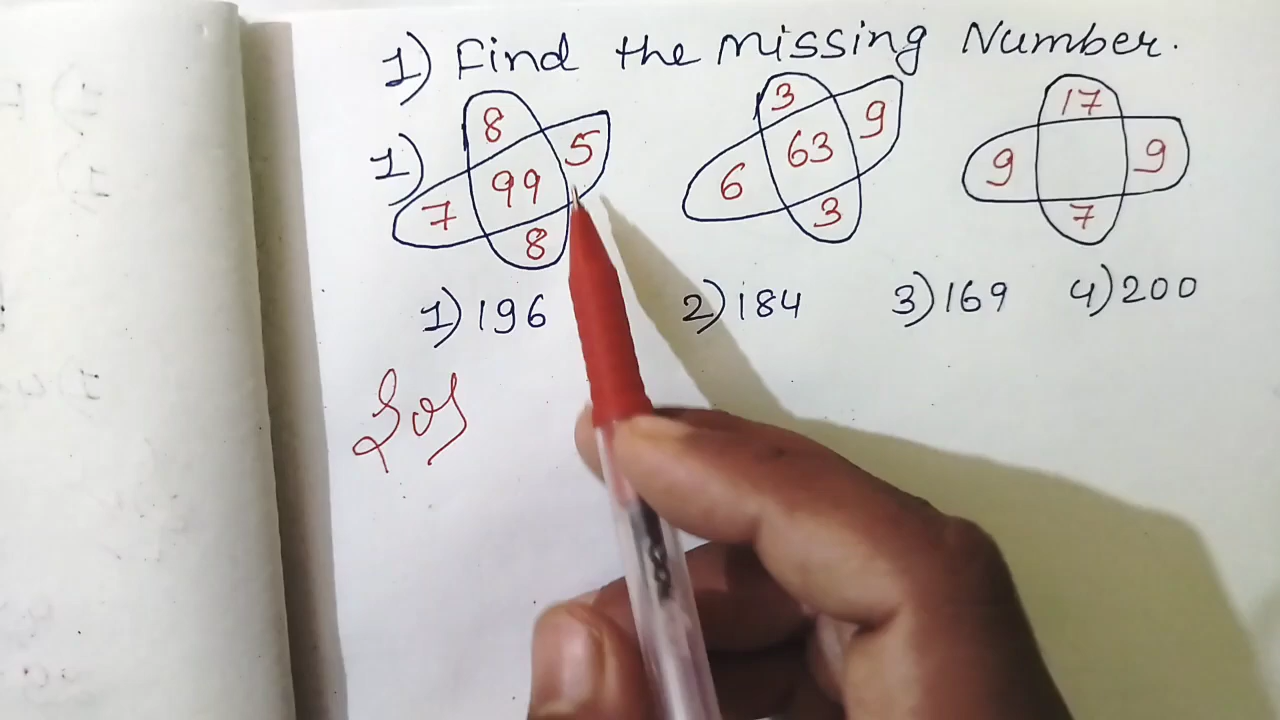 1) Find the missing Number.
1) 8 5 99 7 8
3 9 63 6 3
17 9 9 7
1) 196 2) 184 3) 169 4) 200
Sol